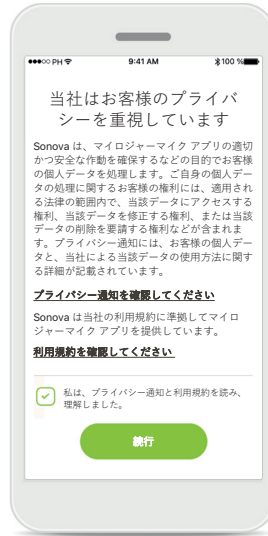 ●●●○○ PH 9:41 AM 100 %
当社はお客様のプライバ
シーを重視しています
Sonova は、マイロジャーマイク アプリの適切
かつ安全な作動を確保するなどの目的でお客様
の個人データを処理します。ご自身の個人デー
タの処理に関するお客様の権利には、適用され
る法律の範囲内で、当該データにアクセスする
権利、当該データを修正する権利、または当該
データの削除を要請する権利などが含まれま
す。プライバシー通知には、お客様の個人デー
タと、当社による当該データの使用方法に関す
る詳細が記載されています。
プライバシー通知を確認してください
Sonova は当社の利用規約に準拠してマイロ
ジャーマイク アプリを提供しています。
利用規約を確認してください
私は、プライバシー通知と利用規約を読み、
理解しました。
続行